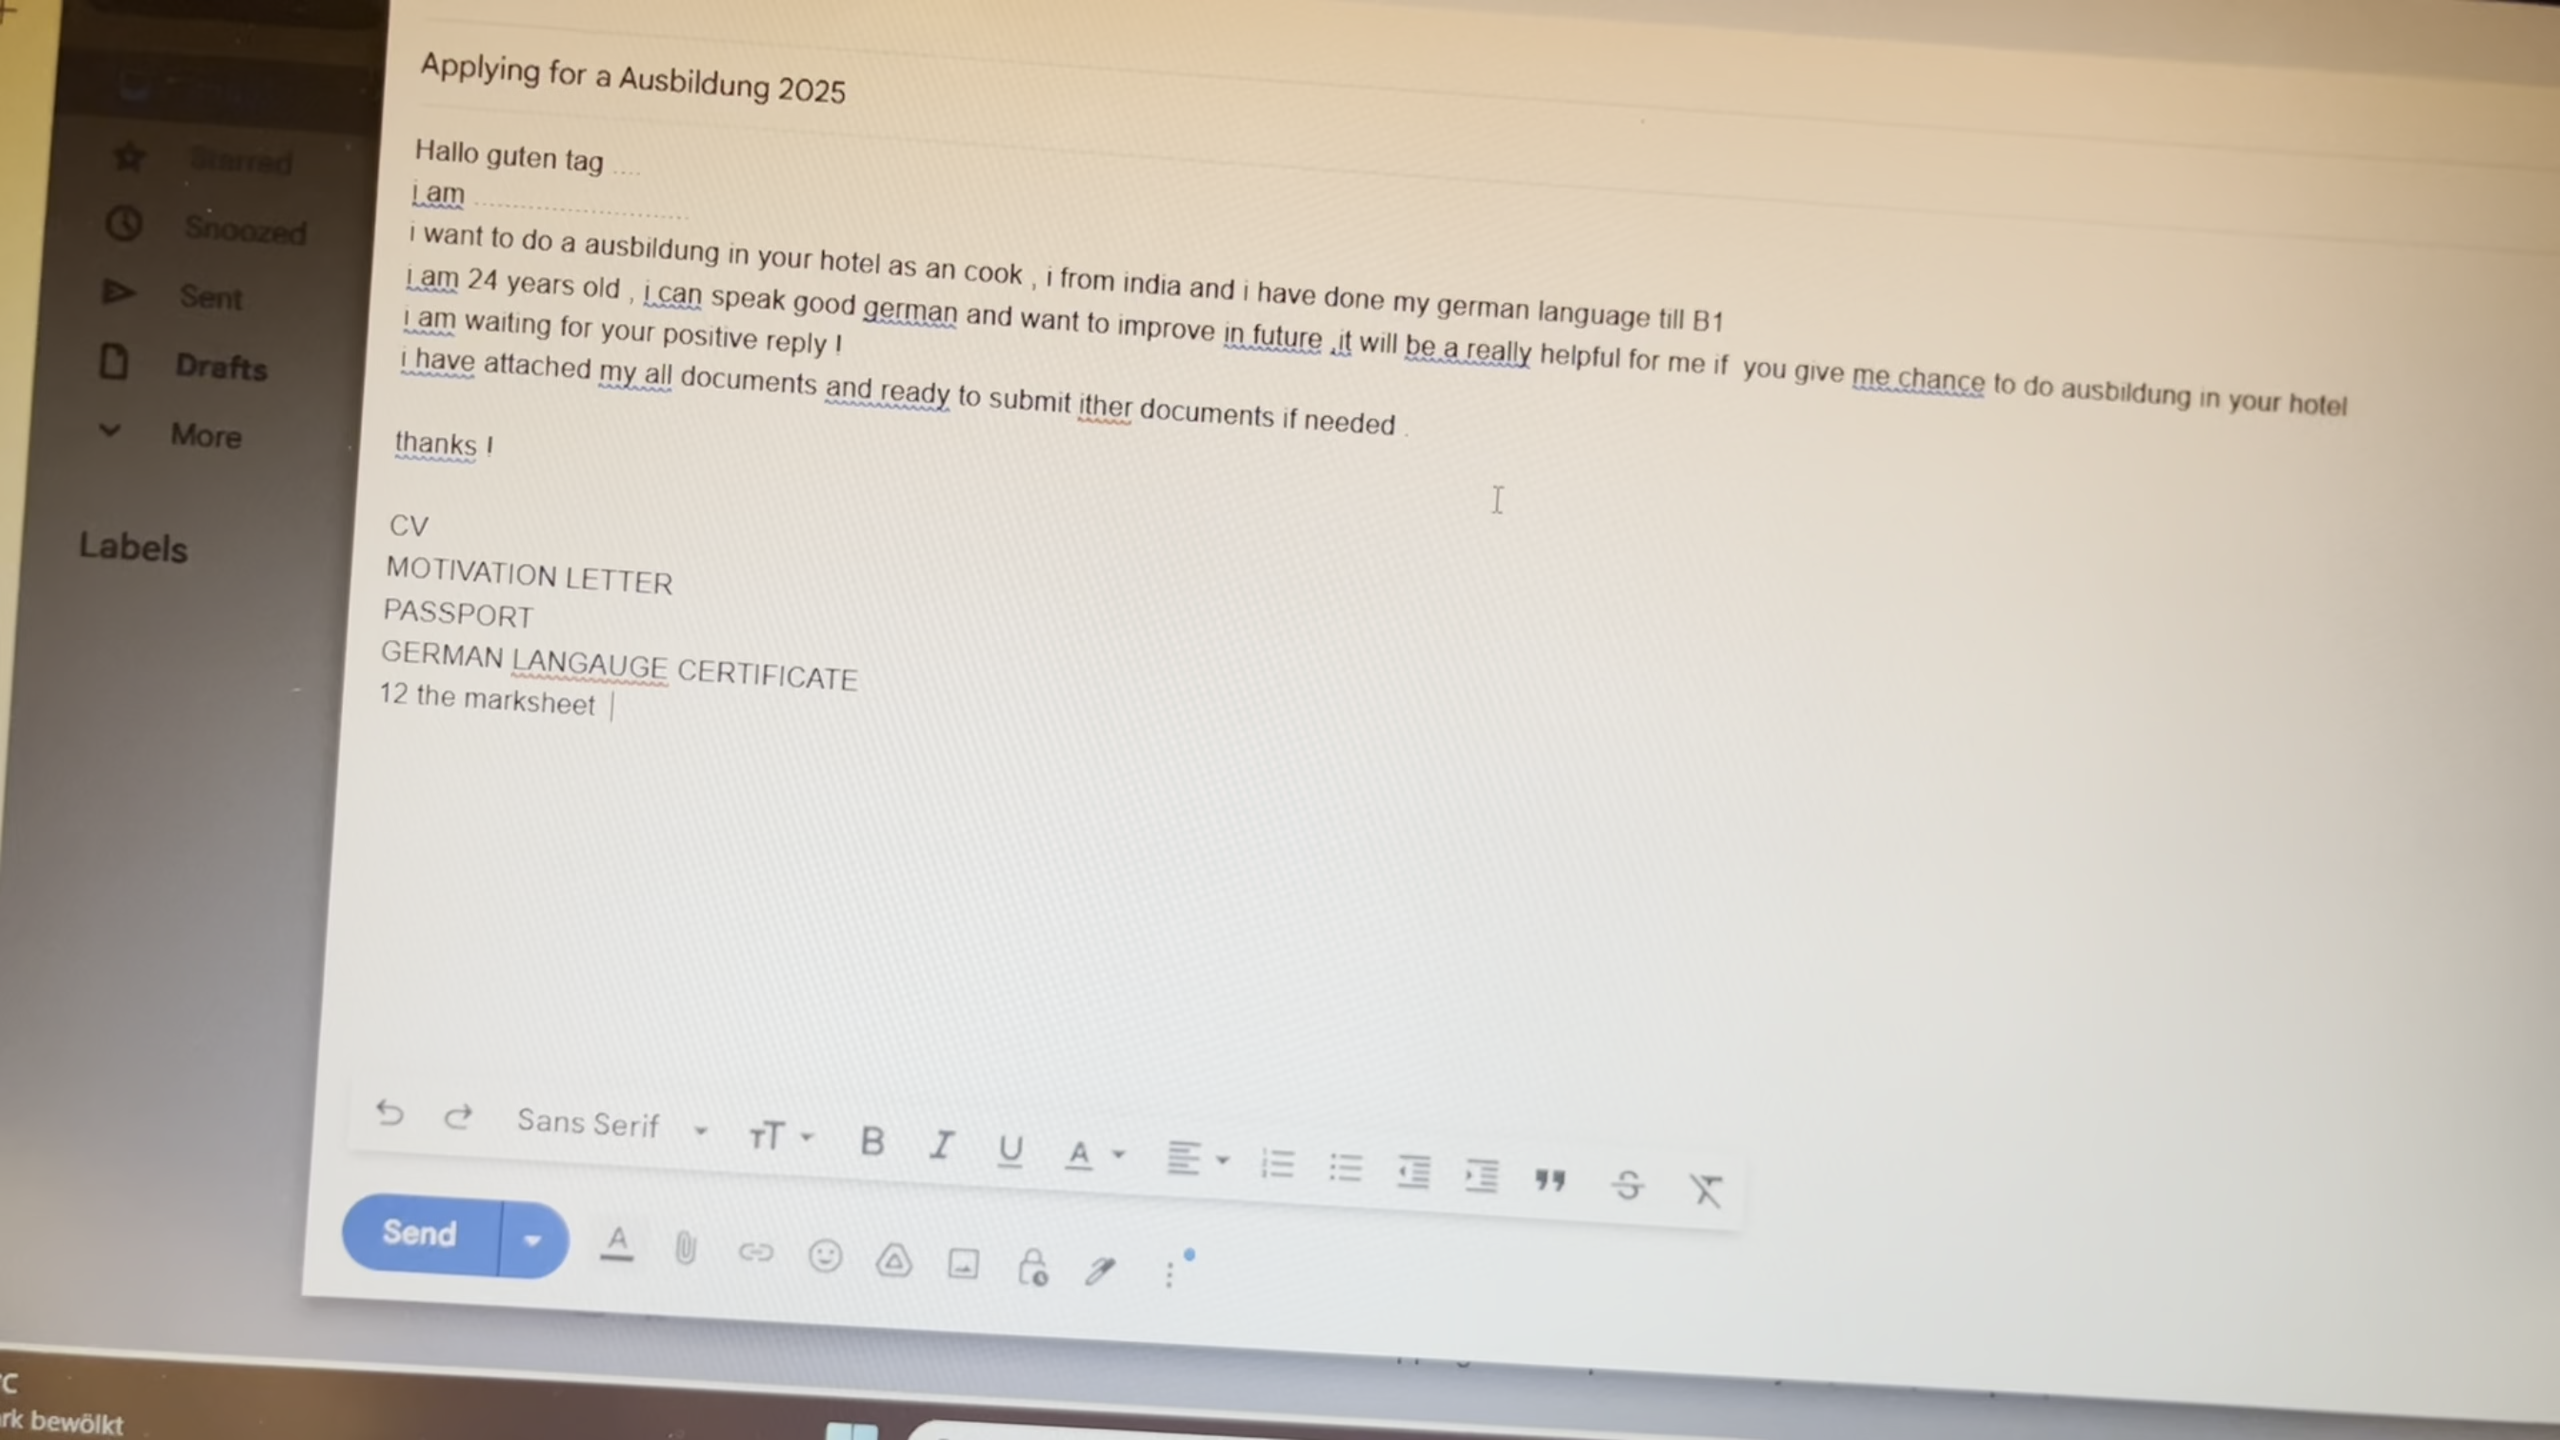 Applying for a Ausbildung 2025
Hallo guten tag ....
i am ..............................
i want to do a ausbildung in your hotel as an cook , i from india and i have done my german language till B1
i am 24 years old , i can speak good german and want to improve in future ,it will be a really helpful for me if you give me chance to do ausbildung in your hotel
i am waiting for your positive reply !
i have attached my all documents and ready to submit ither documents if needed .
thanks !
CV
MOTIVATION LETTER
PASSPORT
GERMAN LANGAUGE CERTIFICATE
12 the marksheet
Starred
Snoozed
Sent
Drafts
More
Labels
Sans Serif
Send
°C
bewölkt